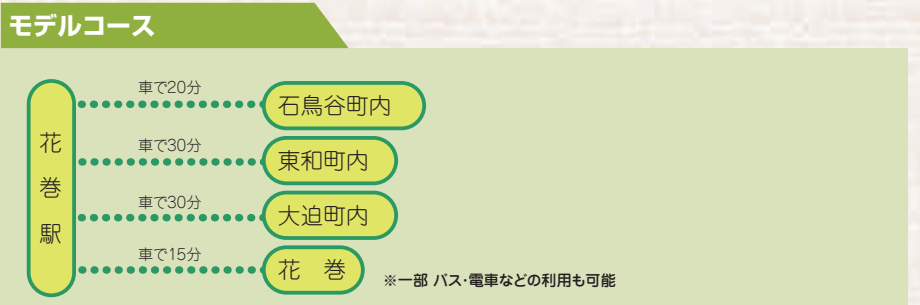 モデルコース
花巻駅
車で20分
石鳥谷町内
車で30分
東和町内
車で30分
大迫町内
車で15分
花　巻
※一部 バス・電車などの利用も可能